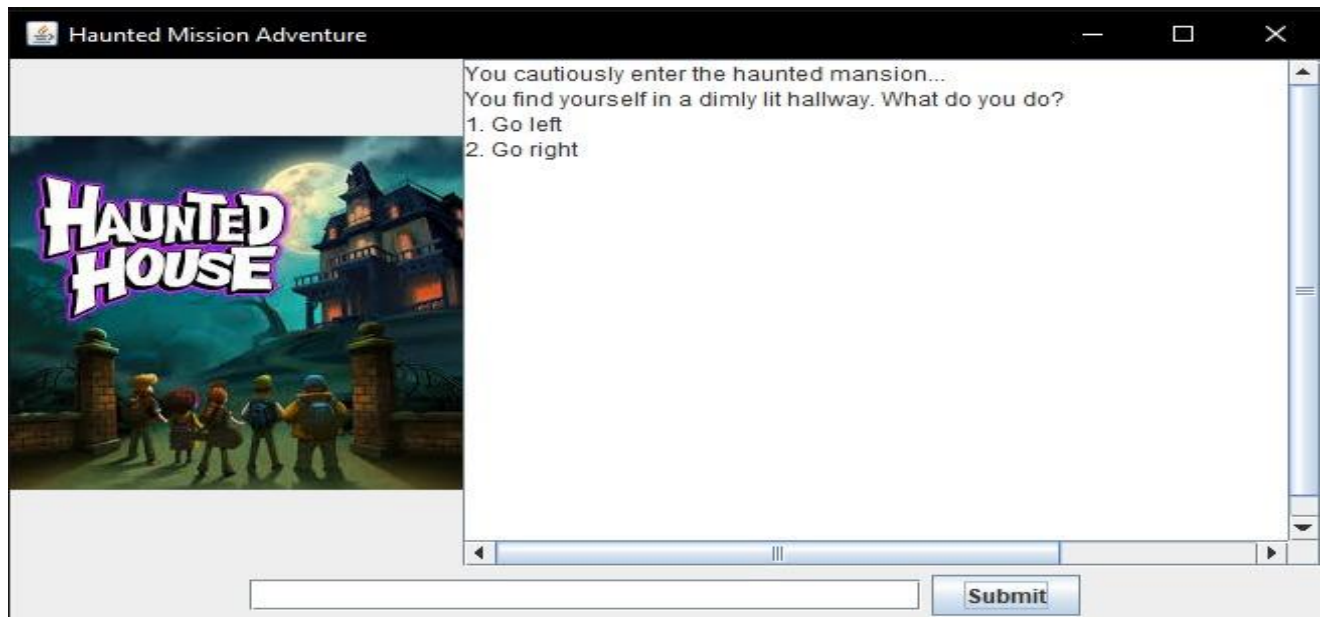 Haunted Mission Adventure
You cautiously enter the haunted mansion...
You find yourself in a dimly lit hallway. What do you do?
1. Go left
2. Go right
HAUNTED
HOUSE
Submit